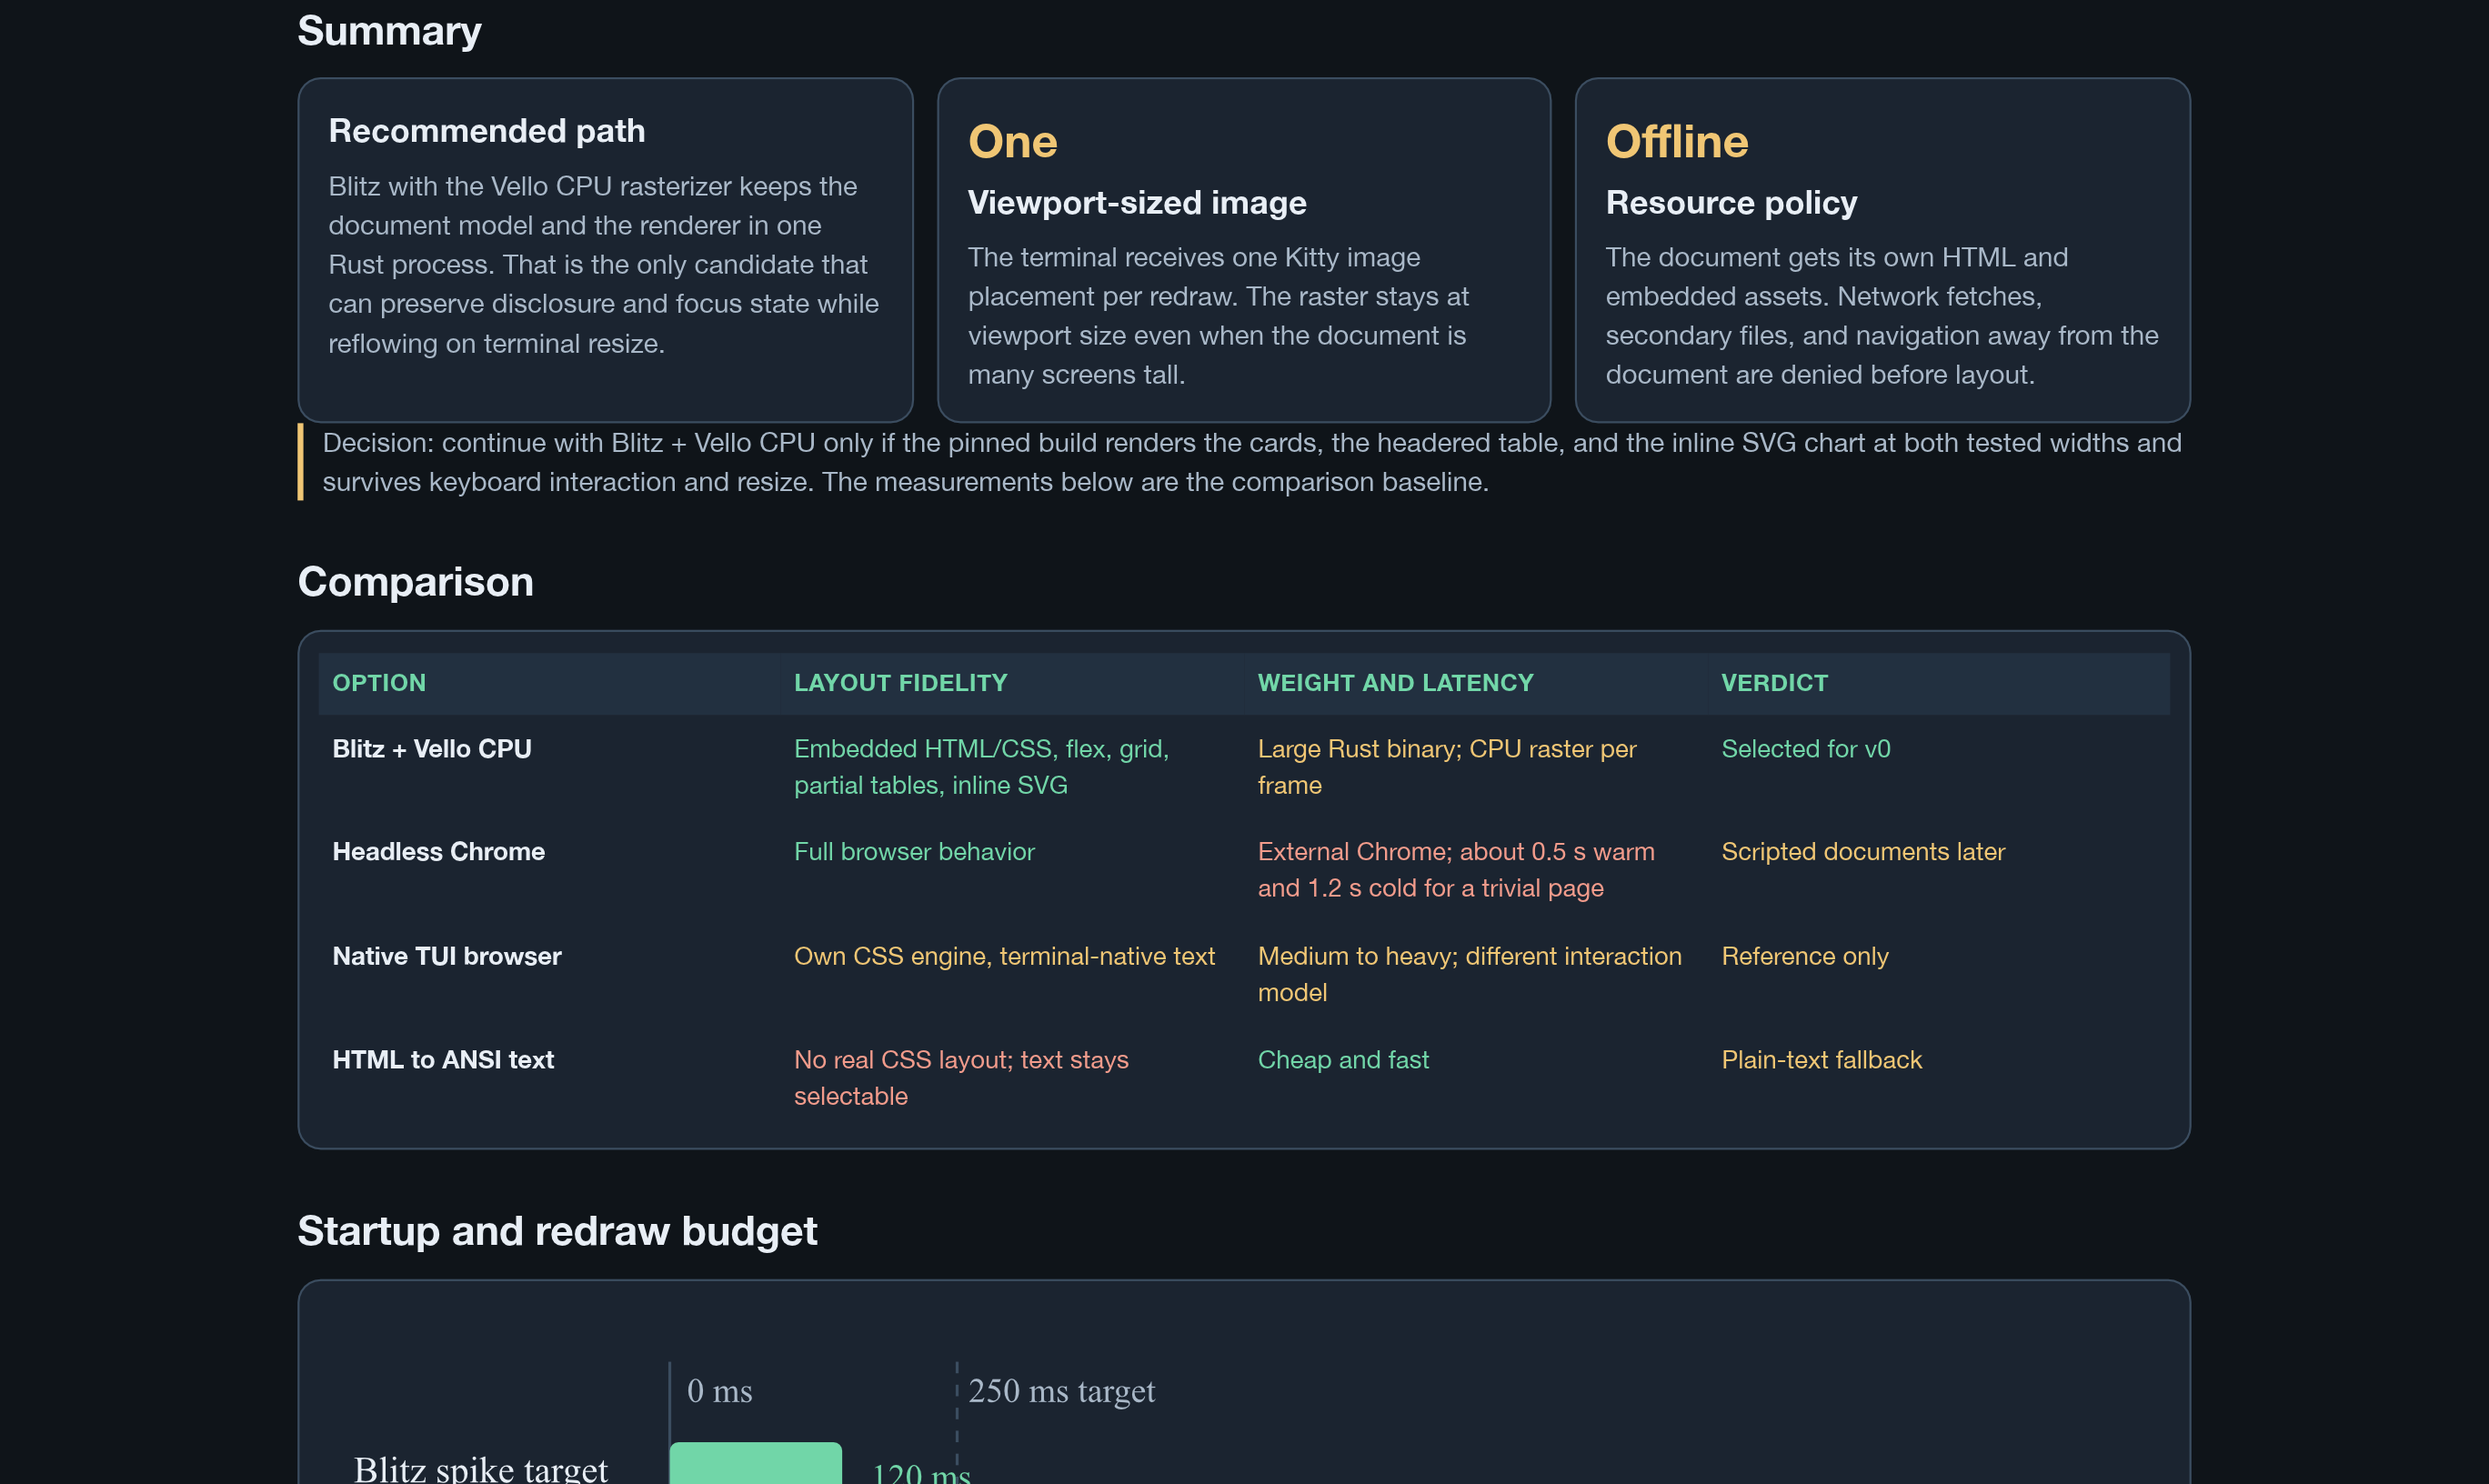 Summary
Recommended path
Blitz with the Vello CPU rasterizer keeps the
document model and the renderer in one
Rust process. That is the only candidate that
can preserve disclosure and focus state while
reflowing on terminal resize.
One
Viewport-sized image
The terminal receives one Kitty image
placement per redraw. The raster stays at
viewport size even when the document is
many screens tall.
Offline
Resource policy
The document gets its own HTML and
embedded assets. Network fetches,
secondary files, and navigation away from the
document are denied before layout.
Decision: continue with Blitz + Vello CPU only if the pinned build renders the cards, the headered table, and the inline SVG chart at both tested widths and
survives keyboard interaction and resize. The measurements below are the comparison baseline.
Comparison
OPTION LAYOUT FIDELITY WEIGHT AND LATENCY VERDICT
Blitz + Vello CPU Embedded HTML/CSS, flex, grid, Large Rust binary; CPU raster per Selected for v0
partial tables, inline SVG frame
Headless Chrome Full browser behavior External Chrome; about 0.5 s warm Scripted documents later
and 1.2 s cold for a trivial page
Native TUI browser Own CSS engine, terminal-native text Medium to heavy; different interaction Reference only
model
HTML to ANSI text No real CSS layout; text stays Cheap and fast Plain-text fallback
selectable
Startup and redraw budget
0 ms 250 ms target
Blitz spike target 120 ms